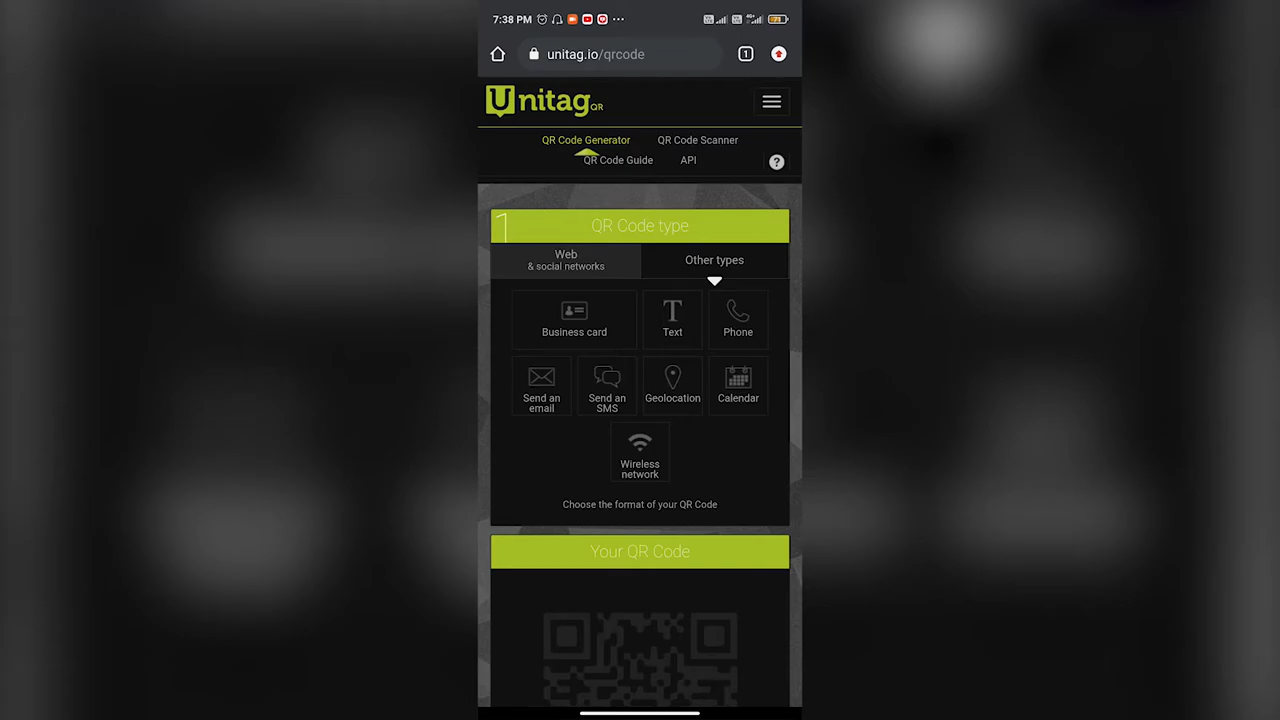 7:38 PM
unitag.io/qrcode
1
Unitag QR
QR Code Generator
QR Code Scanner
QR Code Guide
API
?
1
QR Code type
Web
& social networks
Other types
Business card
Text
Phone
Send an
email
Send an
SMS
Geolocation
Calendar
Wireless
network
Choose the format of your QR Code
Your QR Code